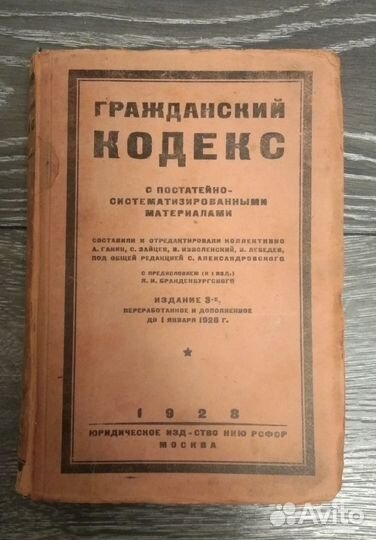 ГРАЖДАНСКИЙ
КОДЕКС
С ПОСТАТЕЙНО-
СИСТЕМАТИЗИРОВАННЫМИ
МАТЕРИАЛАМИ
СОСТАВИЛИ И ОТРЕДАКТИРОВАЛИ КОЛЛЕКТИВНО
А. ГАНИН, С. ЗАЙЦЕВ, В. ИЗВОЛЕНСКИЙ, И. ЛЕБЕДЕВ,
ПОД ОБЩЕЙ РЕДАКЦИЕЙ С. АЛЕКСАНДРОВСКОГО
С ПРЕДИСЛОВИЕМ (К I ИЗД.)
Я. Н. БРАНДЕНБУРГСКОГО
ИЗДАНИЕ 3-е,
ПЕРЕРАБОТАННОЕ И ДОПОЛНЕННОЕ
ДО 1 ЯНВАРЯ 1928 Г.
1928
ЮРИДИЧЕСКОЕ ИЗД-СТВО НКЮ РСФСР
МОСКВА
Avito